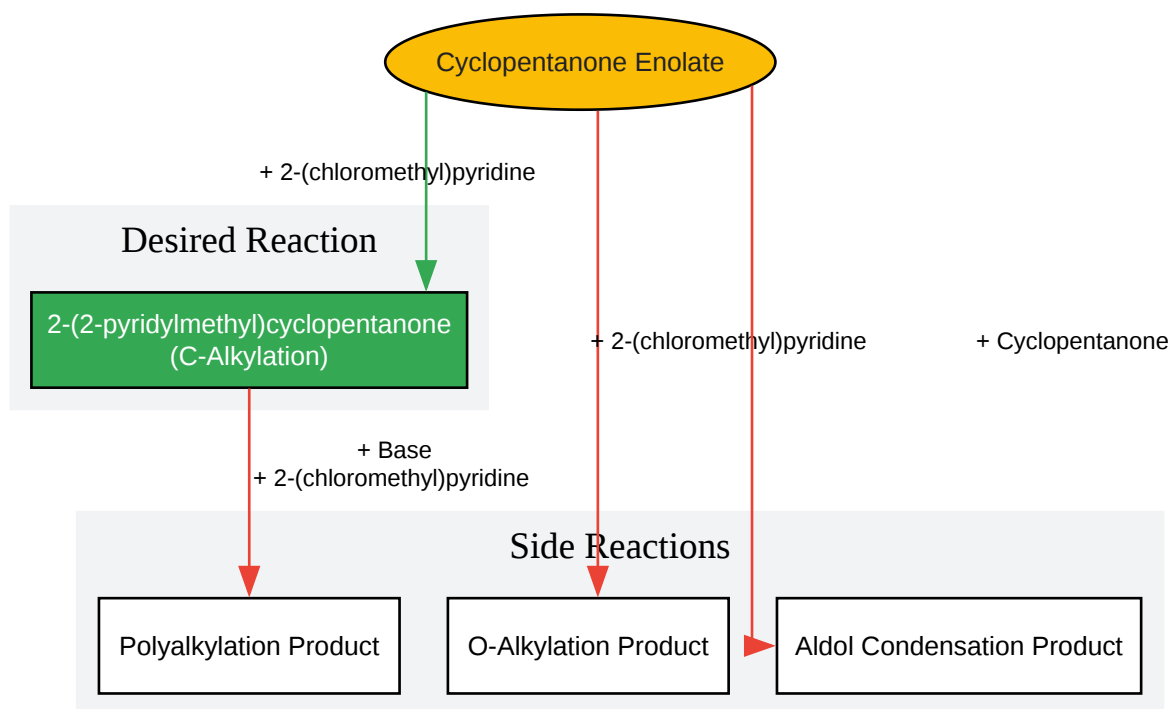 Cyclopentanone Enolate
+ 2-(chloromethyl)pyridine
Desired Reaction
2-(2-pyridylmethyl)cyclopentanone
(C-Alkylation)
+ 2-(chloromethyl)pyridine
+ Cyclopentanone
+ Base
+ 2-(chloromethyl)pyridine
Side Reactions
Polyalkylation Product
O-Alkylation Product
Aldol Condensation Product